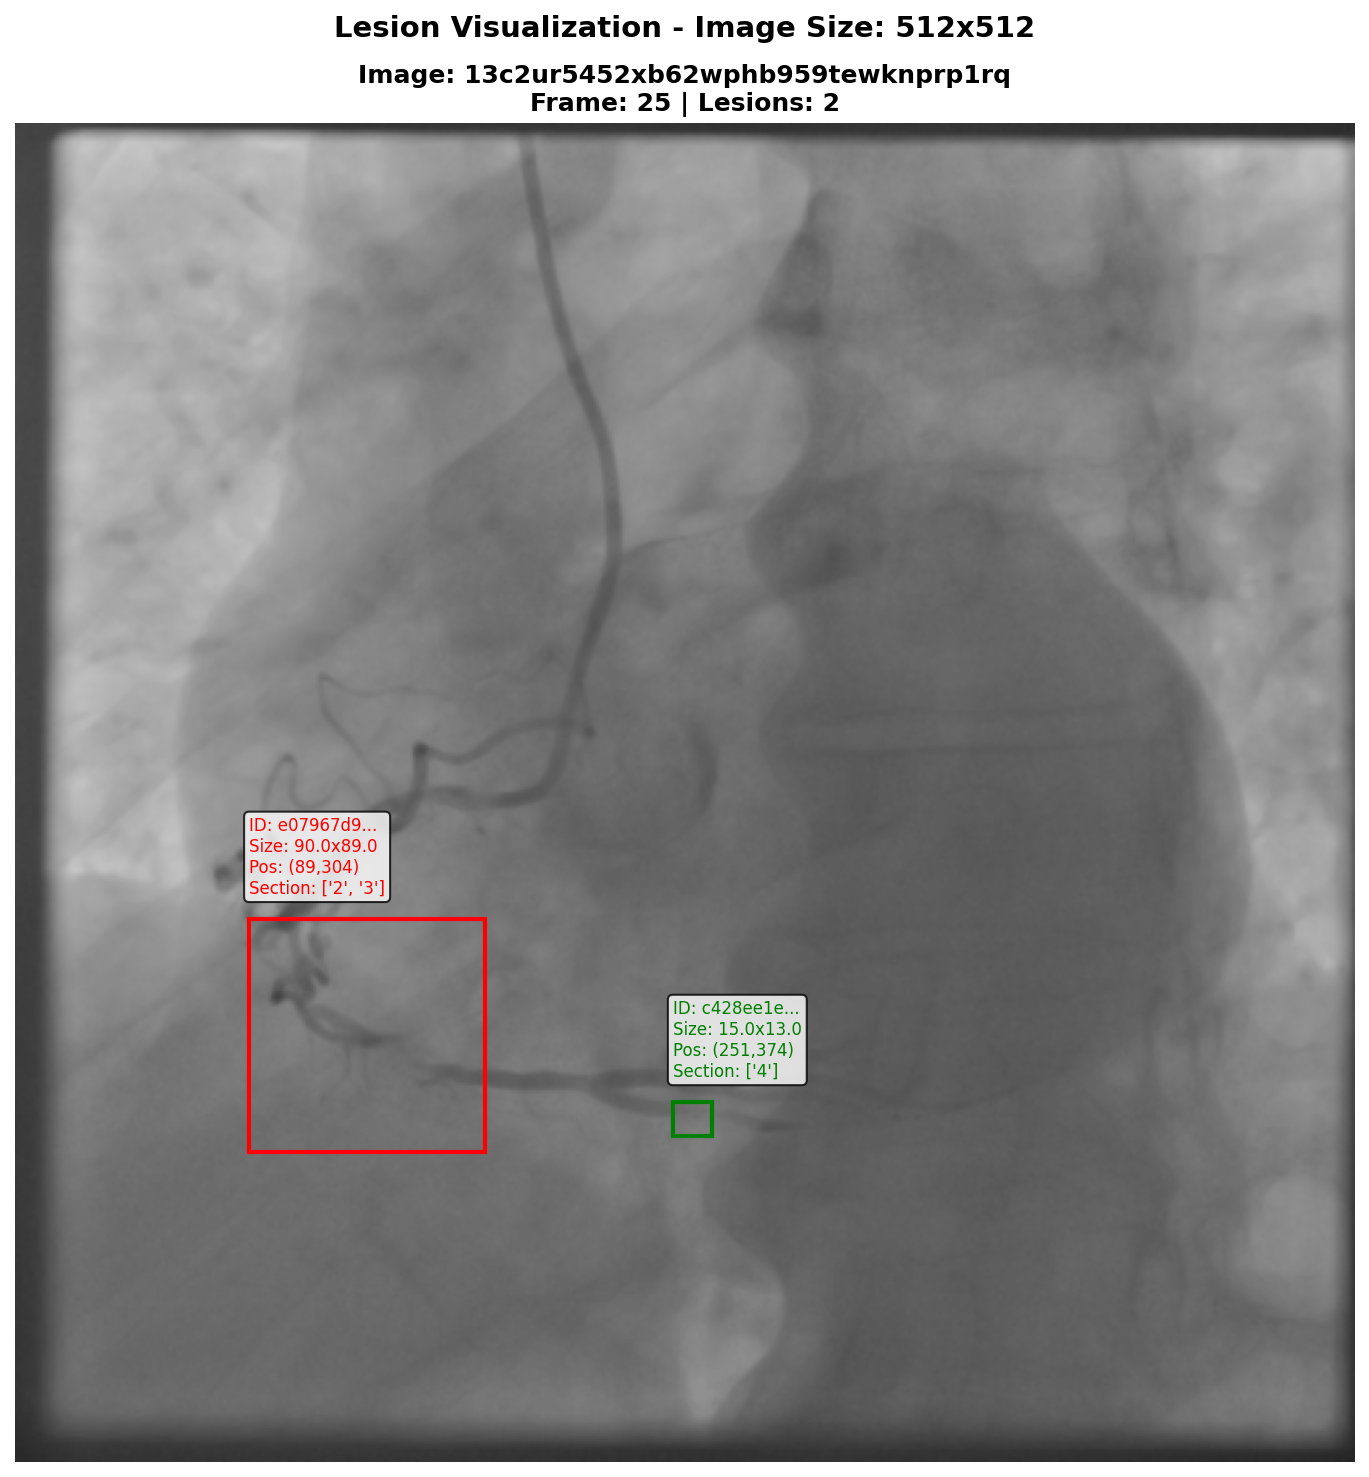 Lesion Visualization - Image Size: 512x512
Image: 13c2ur5452xb62wphb959tewknprp1rq
Frame: 25 | Lesions: 2
ID: e07967d9...
Size: 90.0x89.0
Pos: (89,304)
Section: ['2', '3']
ID: c428ee1e...
Size: 15.0x13.0
Pos: (251,374)
Section: ['4']